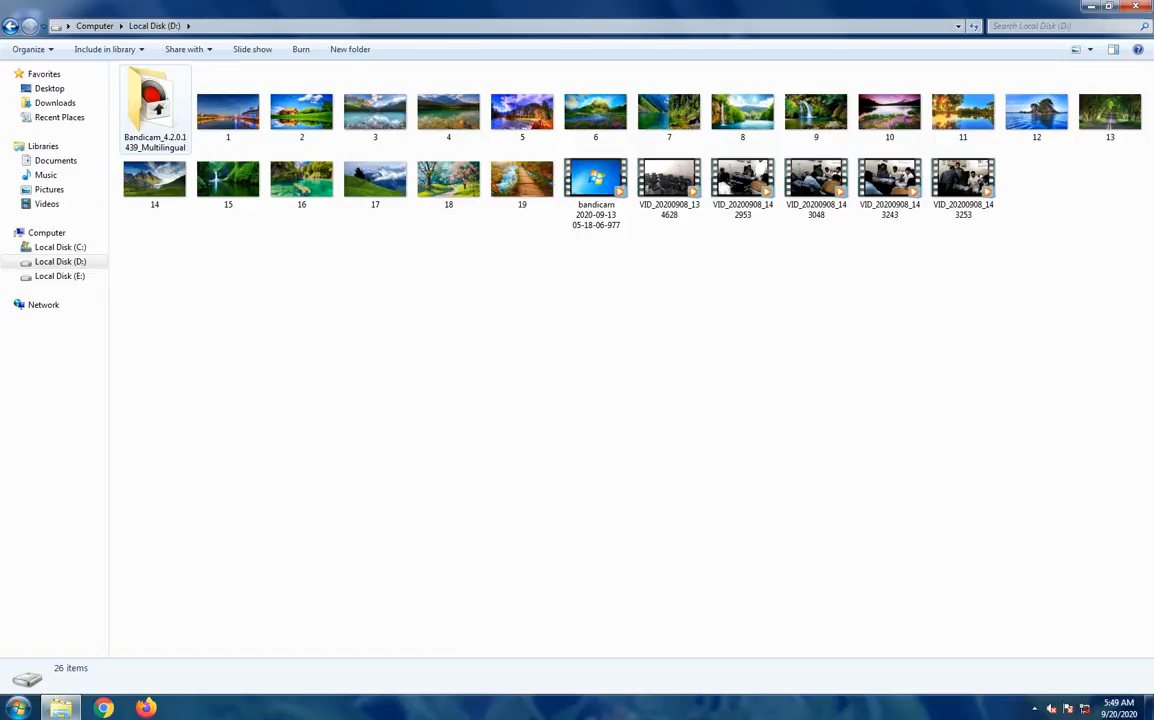 Computer Local Disk (D:) Search Local Disk (D:)
Organize Include in library Share with Slide show Burn New folder
Favorites
Desktop
Downloads
Recent Places
Libraries
Documents
Music
Pictures
Videos
Computer
Local Disk (C:)
Local Disk (D:)
Local Disk (E:)
Network
Bandicam_4.2.0.1
439_Multilingual
1 2 3 4 5 6 7 8 9 10 11 12 13
14 15 16 17 18 19
bandicam
2020-09-13
05-18-06-977
VID_20200908_13
4628
VID_20200908_14
2953
VID_20200908_14
3048
VID_20200908_14
3243
VID_20200908_14
3253
26 items
5:49 AM
9/20/2020